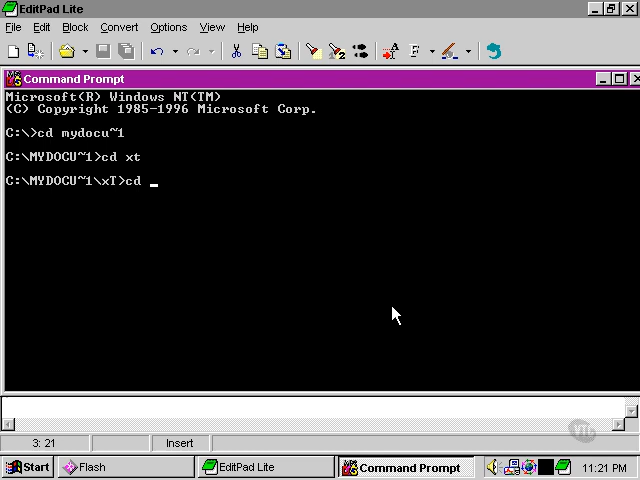 EditPad Lite
File Edit Block Convert Options View Help
Command Prompt
Microsoft(R) Windows NT(TM)
(C) Copyright 1985-1996 Microsoft Corp.
C:\>cd mydocu~1
C:\MYDOCU~1>cd xt
C:\MYDOCU~1\xT>cd _
3: 21 Insert
VTC
Start Flash EditPad Lite Command Prompt 11:21 PM